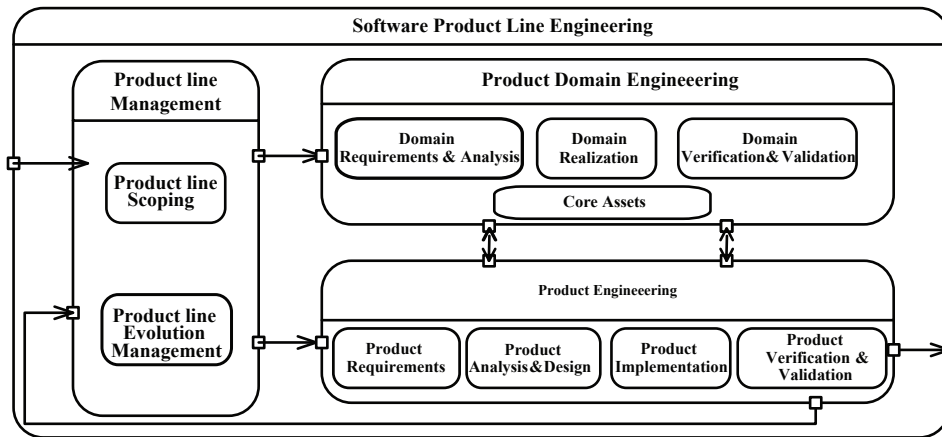 Software Product Line Engineering
Product line
Management
Product line
Scoping
Product line
Evolution
Management
Product Domain Engineeering
Domain
Requirements & Analysis
Domain
Realization
Domain
Verification& Validation
Core Assets
Product Engineeering
Product
Requirements
Product
Analysis&Design
Product
Implementation
Product
Verification &
Validation